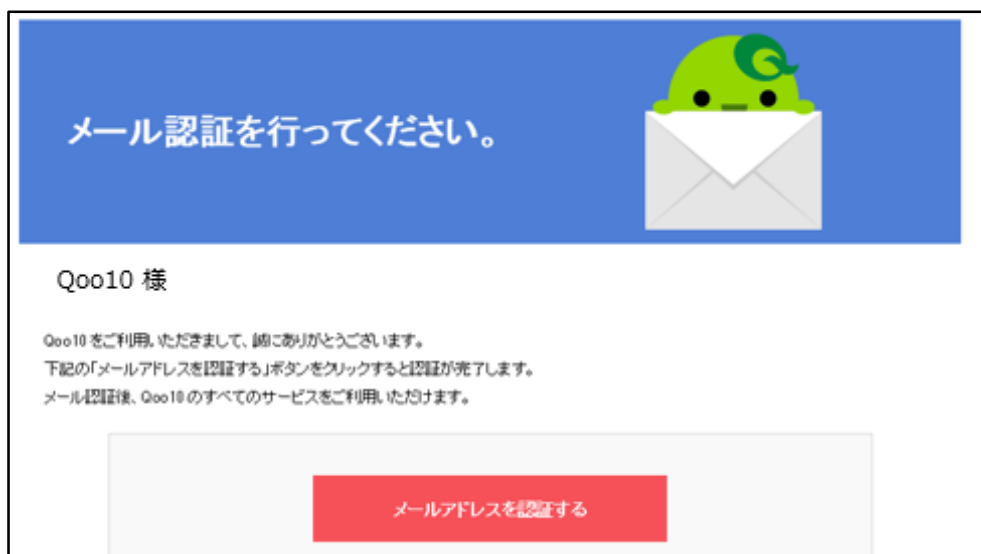 メール認証を行ってください。
Qoo10 様
Qoo10 をご利用いただきまして、誠にありがとうございます。
下記の「メールアドレスを認証する」ボタンをクリックすると認証が完了します。
メール認証後、Qoo10 のすべてのサービスをご利用いただけます。
メールアドレスを認証する